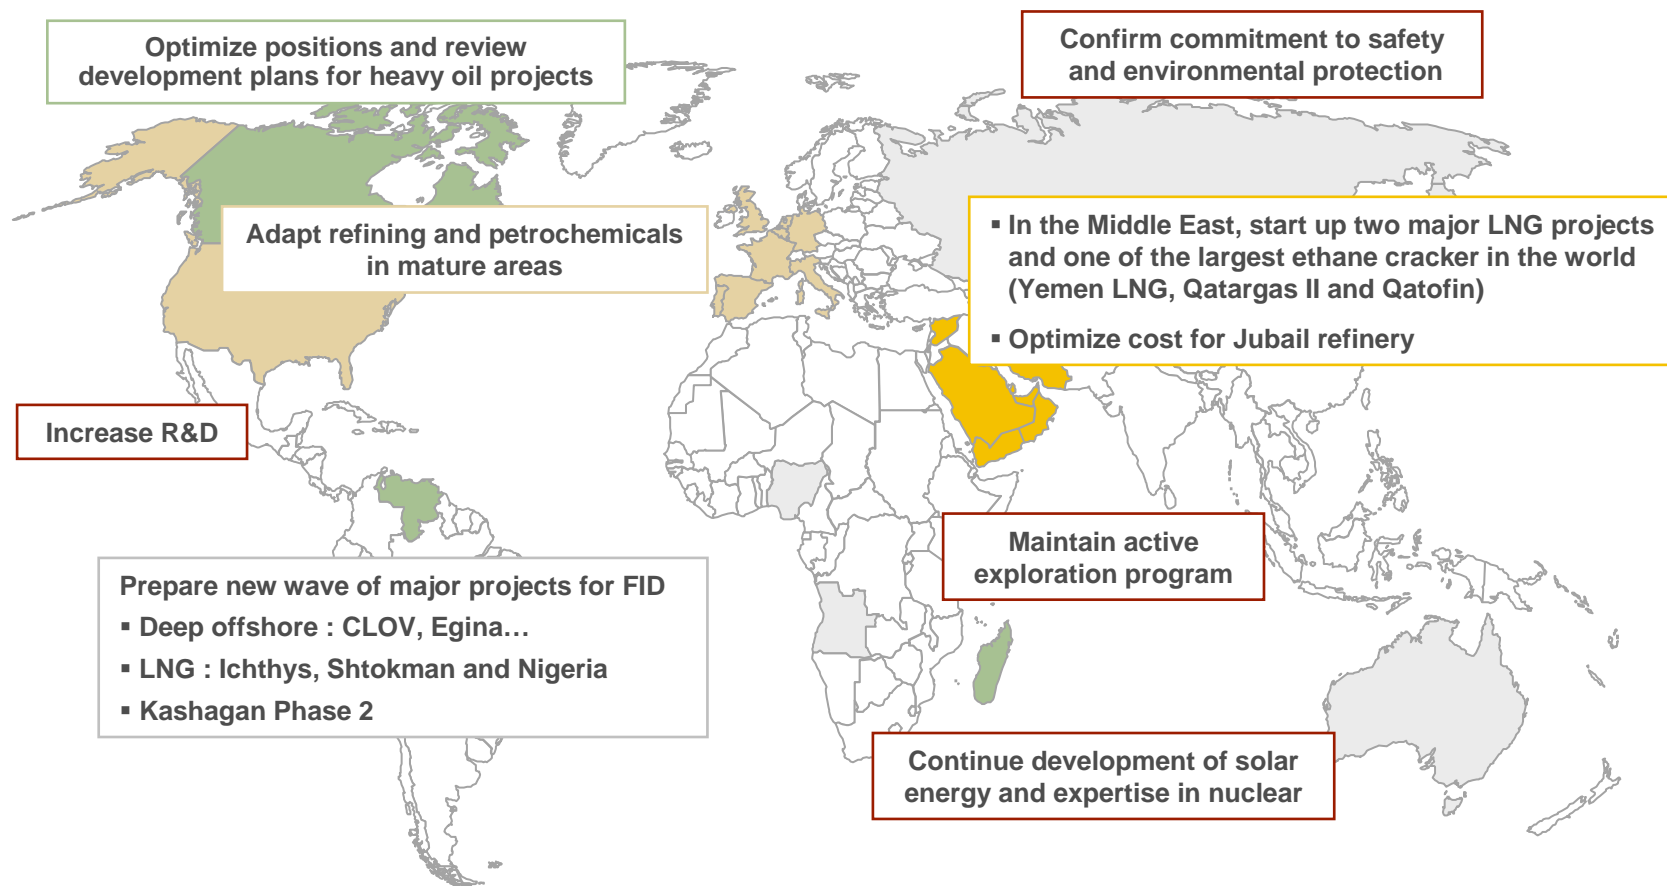 Optimize positions and review
development plans for heavy oil projects
Confirm commitment to safety
and environmental protection
Adapt refining and petrochemicals
in mature areas
▪ In the Middle East, start up two major LNG projects
and one of the largest ethane cracker in the world
(Yemen LNG, Qatargas II and Qatofin)
▪ Optimize cost for Jubail refinery
Increase R&D
Maintain active
exploration program
Prepare new wave of major projects for FID
▪ Deep offshore : CLOV, Egina…
▪ LNG : Ichthys, Shtokman and Nigeria
▪ Kashagan Phase 2
Continue development of solar
energy and expertise in nuclear